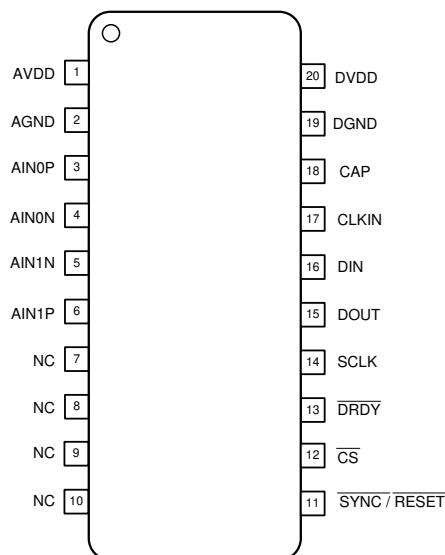 AVDD 1 20 DVDD
AGND 2 19 DGND
AIN0P 3 18 CAP
AIN0N 4 17 CLKIN
AIN1N 5 16 DIN
AIN1P 6 15 DOUT
NC 7 14 SCLK
NC 8 13 DRDY
NC 9 12 CS
NC 10 11 SYNC / RESET